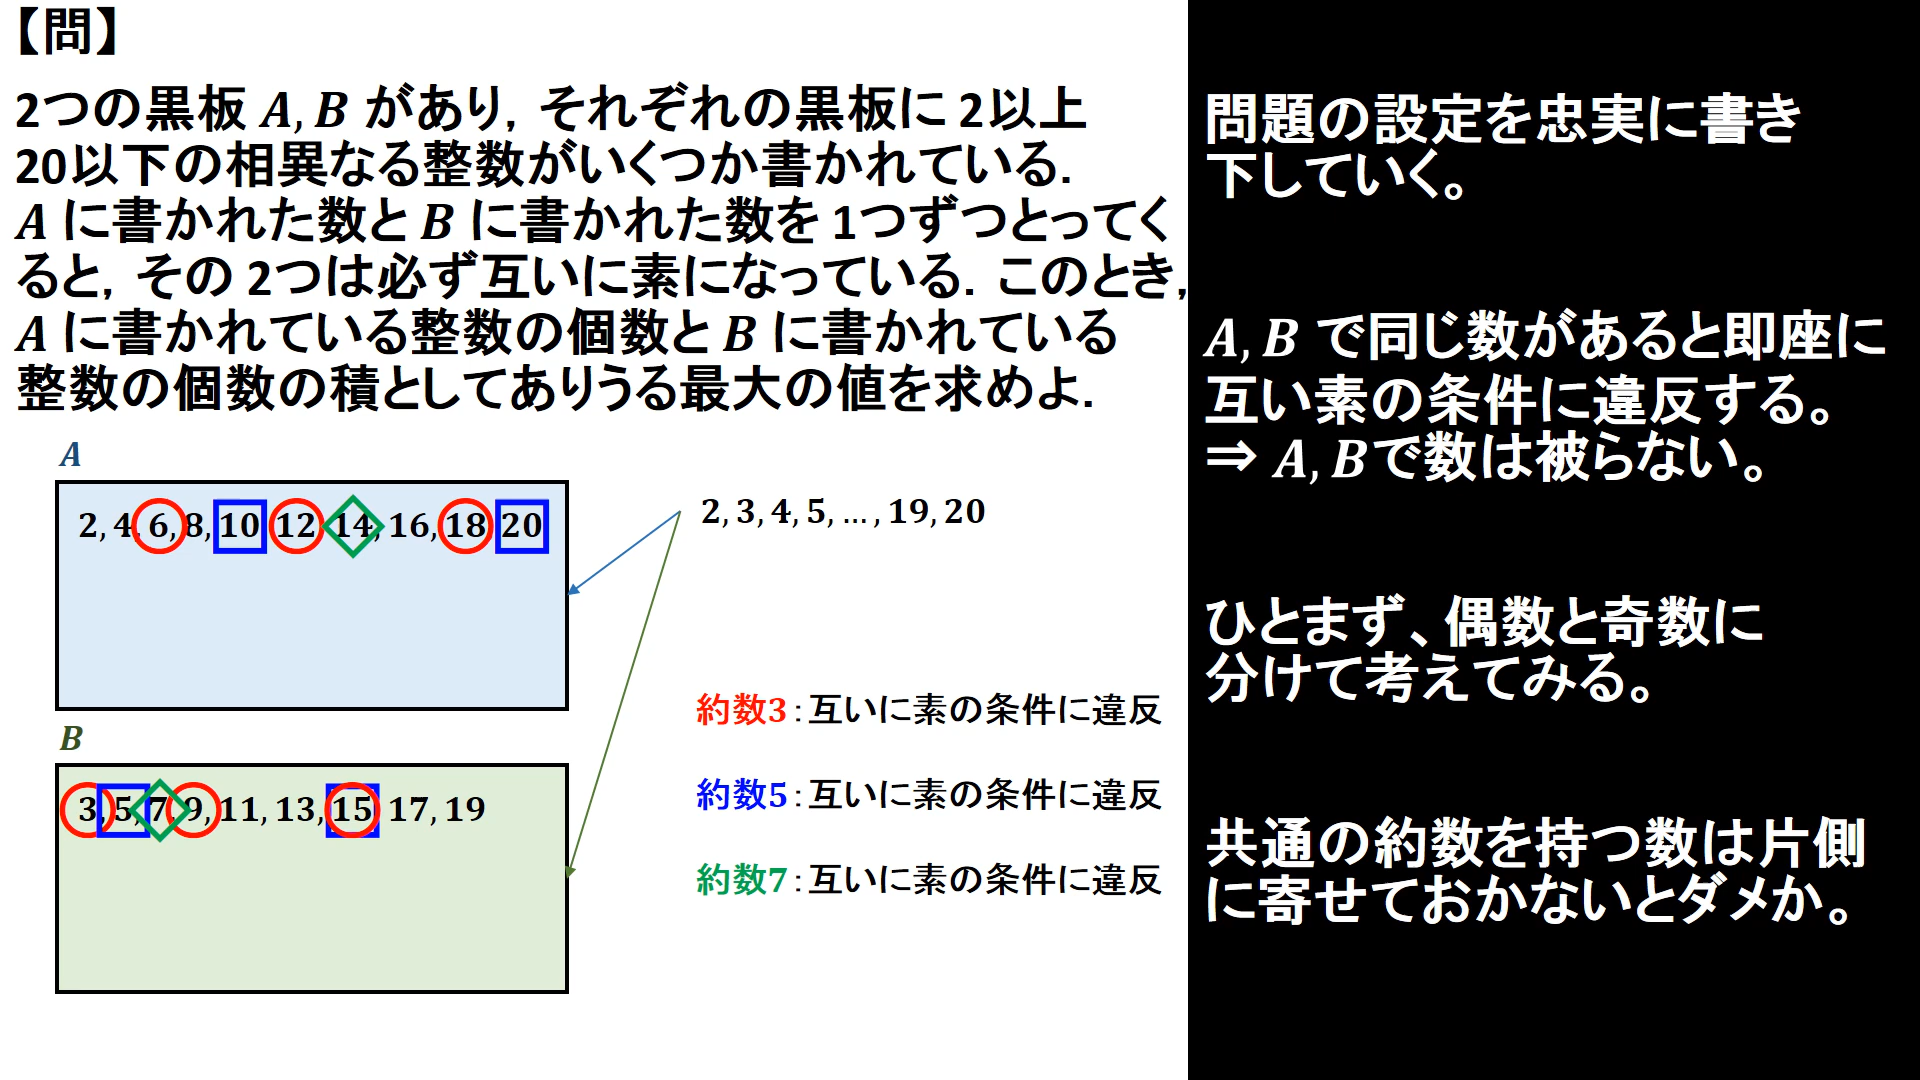 【問】
2つの黒板 A, B があり, それぞれの黒板に 2以上
20以下の相異なる整数がいくつか書かれている.
A に書かれた数と B に書かれた数を 1つずつとってく
ると, その 2つは必ず互いに素になっている. このとき,
A に書かれている整数の個数と B に書かれている
整数の個数の積としてありうる最大の値を求めよ.
A
2, 4, 6, 8, 10 12 14, 16, 18 20
2, 3, 4, 5, … , 19, 20
B
3, 5, 7, 9, 11, 13, 15 17, 19
約数3 : 互いに素の条件に違反
約数5 : 互いに素の条件に違反
約数7 : 互いに素の条件に違反
問題の設定を忠実に書き
下していく。
A, B で同じ数があると即座に
互い素の条件に違反する。
⇒ A, Bで数は被らない。
ひとまず、偶数と奇数に
分けて考えてみる。
共通の約数を持つ数は片側
に寄せておかないとダメか。